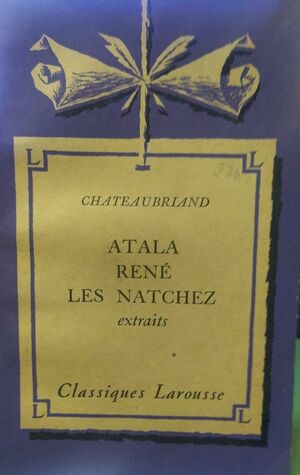 L L
CHATEAUBRIAND
ATALA
RENÉ
LES NATCHEZ
extraits
Classiques Larousse
L L